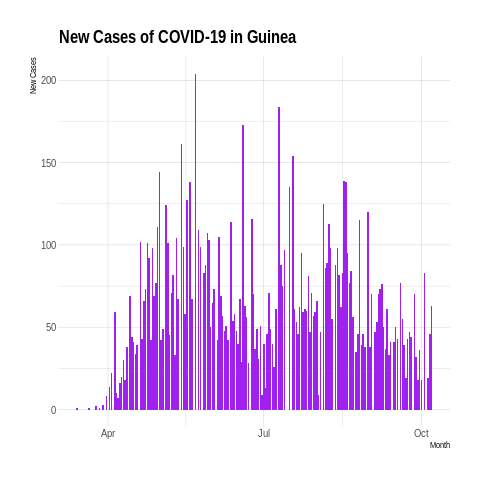 New Cases of COVID-19 in Guinea
New Cases
200
150
100
50
0
Apr
Jul
Oct
Month